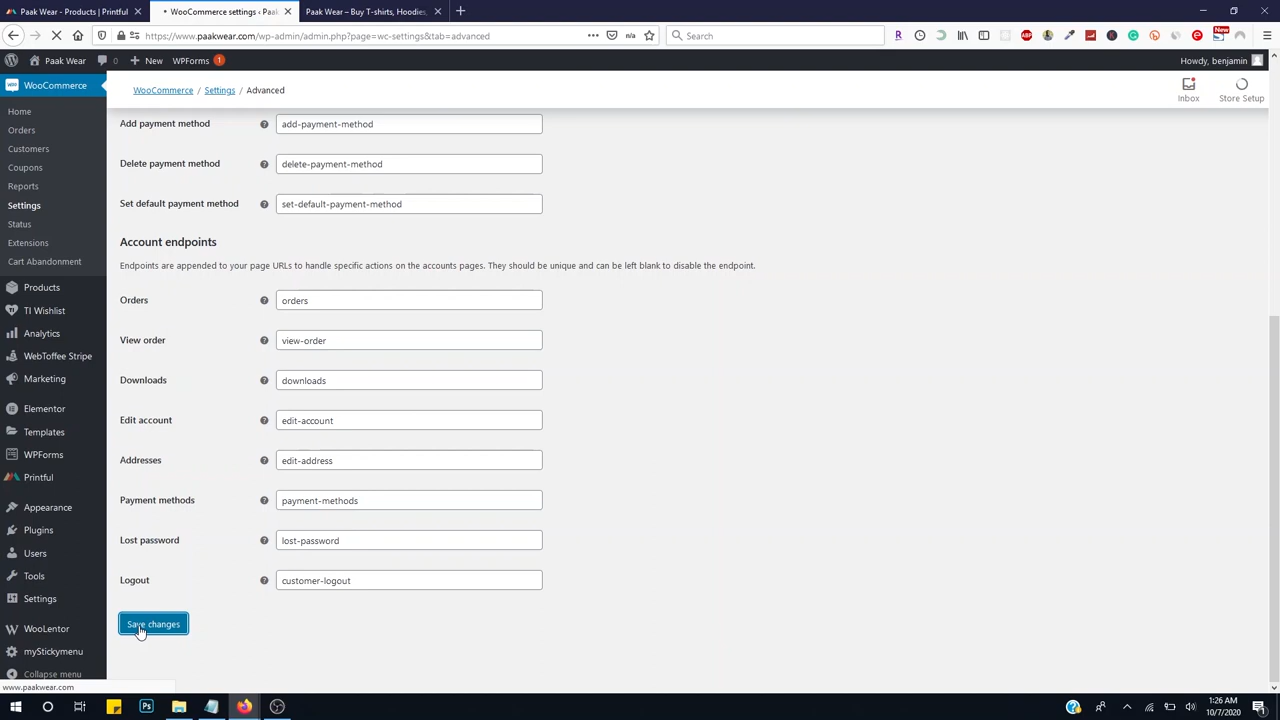 Paak Wear - Products | Printful
WooCommerce settings ‹ Paak
Paak Wear – Buy T-shirts, Hoodies,
https://www.paakwear.com/wp-admin/admin.php?page=wc-settings&tab=advanced
Search
New
Paak Wear
0
New
WPForms
1
Howdy, benjamin
WooCommerce
WooCommerce / Settings / Advanced
Inbox
Store Setup
Home
Orders
Customers
Coupons
Reports
Settings
Status
Extensions
Cart Abandonment
Products
TI Wishlist
Analytics
WebToffee Stripe
Marketing
Elementor
Templates
WPForms
Printful
Appearance
Plugins
Users
Tools
Settings
WooLentor
myStickymenu
Collapse menu
Add payment method
add-payment-method
Delete payment method
delete-payment-method
Set default payment method
set-default-payment-method
Account endpoints
Endpoints are appended to your page URLs to handle specific actions on the accounts pages. They should be unique and can be left blank to disable the endpoint.
Orders
orders
View order
view-order
Downloads
downloads
Edit account
edit-account
Addresses
edit-address
Payment methods
payment-methods
Lost password
lost-password
Logout
customer-logout
Save changes
www.paakwear.com
Ps
1:26 AM
10/7/2020